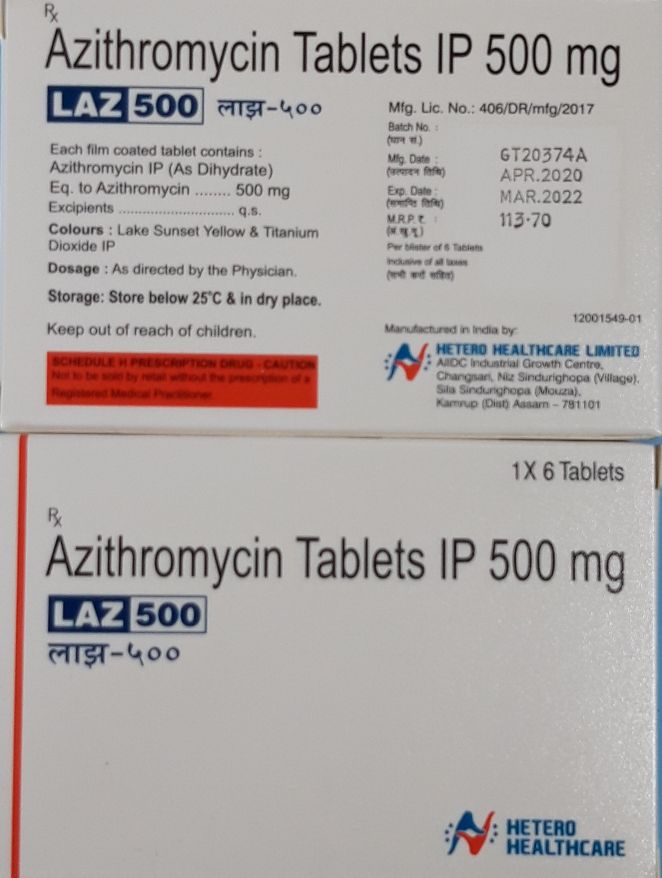 Rx
Azithromycin Tablets IP 500 mg
LAZ 500 लाझ-५००
Each film coated tablet contains :
Azithromycin IP (As Dihydrate)
Eq. to Azithromycin ........ 500 mg
Excipients .............................. q.s.
Colours : Lake Sunset Yellow & Titanium
Dioxide IP
Dosage : As directed by the Physician.
Storage: Store below 25°C & in dry place.
Keep out of reach of children.
SCHEDULE H PRESCRIPTION DRUG - CAUTION
Not to be sold by retail without the prescription of a
Registered Medical Practitioner.
Mfg. Lic. No.: 406/DR/mfg/2017
Batch No. :
(घान सं.)
GT20374A
Mfg. Date :
(उत्पादन तिथि)
APR.2020
Exp. Date :
(समाप्ति तिथि)
MAR.2022
M.R.P. ₹ :
(अ.खु.मू.)
113.70
Per blister of 6 Tablets
Inclusive of all taxes
(सभी करों सहित)
12001549-01
Manufactured in India by:
HETERO HEALTHCARE LIMITED
AIIDC Industrial Growth Centre,
Changsari, Niz Sindurighopa (Village),
Sila Sindurighopa (Mouza),
Kamrup (Dist) Assam – 781101
1X 6 Tablets
Rx
Azithromycin Tablets IP 500 mg
LAZ 500
लाझ-५००
HETERO
HEALTHCARE